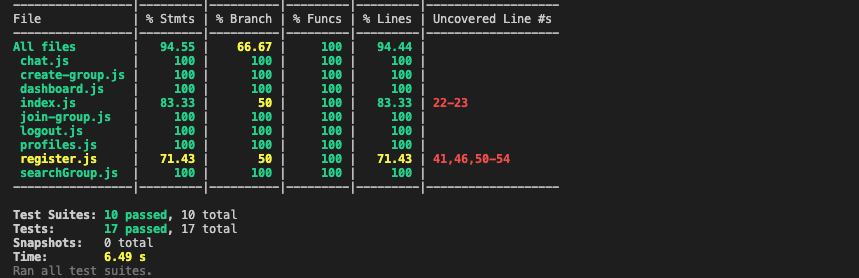 File | % Stmts | % Branch | % Funcs | % Lines | Uncovered Line #s
All files | 94.55 | 66.67 | 100 | 94.44 |
chat.js | 100 | 100 | 100 | 100 |
create-group.js | 100 | 100 | 100 | 100 |
dashboard.js | 100 | 100 | 100 | 100 |
index.js | 83.33 | 50 | 100 | 83.33 | 22-23
join-group.js | 100 | 100 | 100 | 100 |
logout.js | 100 | 100 | 100 | 100 |
profiles.js | 100 | 100 | 100 | 100 |
register.js | 71.43 | 50 | 100 | 71.43 | 41,46,50-54
searchGroup.js | 100 | 100 | 100 | 100 |
Test Suites: 10 passed, 10 total
Tests: 17 passed, 17 total
Snapshots: 0 total
Time: 6.49 s
Ran all test suites.